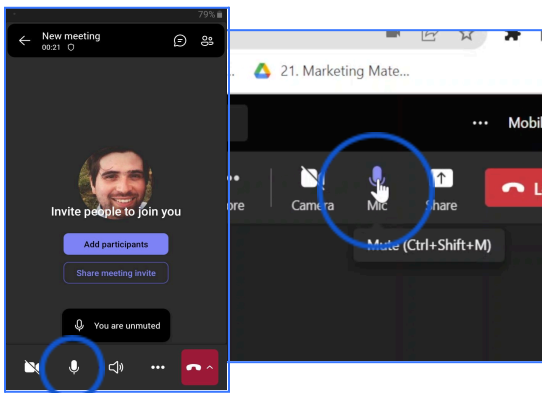 79%
New meeting
00:21
Invite people to join you
Add participants
Share meeting invite
You are unmuted
21. Marketing Mate...
Mobil
ore
Camera
Mic
Share
L
Mute (Ctrl+Shift+M)